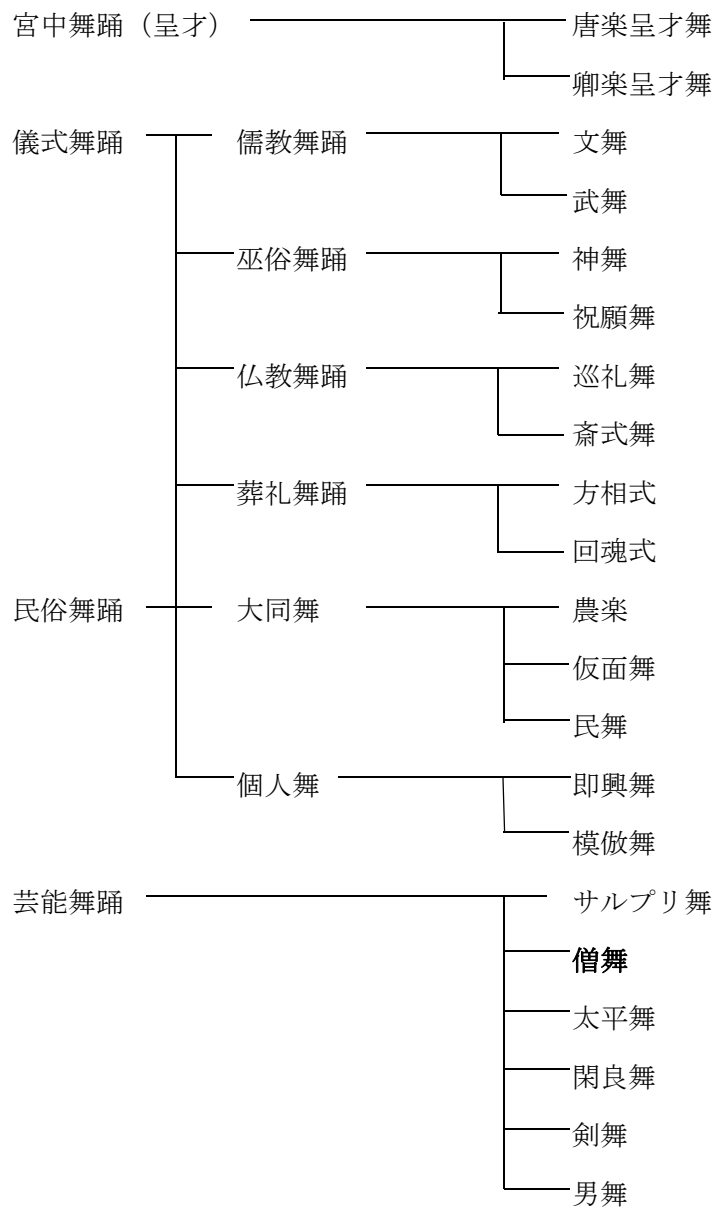 宮中舞踊（呈才） 唐楽呈才舞
卿楽呈才舞
儀式舞踊 儒教舞踊 文舞
武舞
巫俗舞踊 神舞
祝願舞
仏教舞踊 巡礼舞
斎式舞
葬礼舞踊 方相式
回魂式
民俗舞踊 大同舞 農楽
仮面舞
民舞
個人舞 即興舞
模倣舞
芸能舞踊 サルプリ舞
僧舞
太平舞
閑良舞
剣舞
男舞